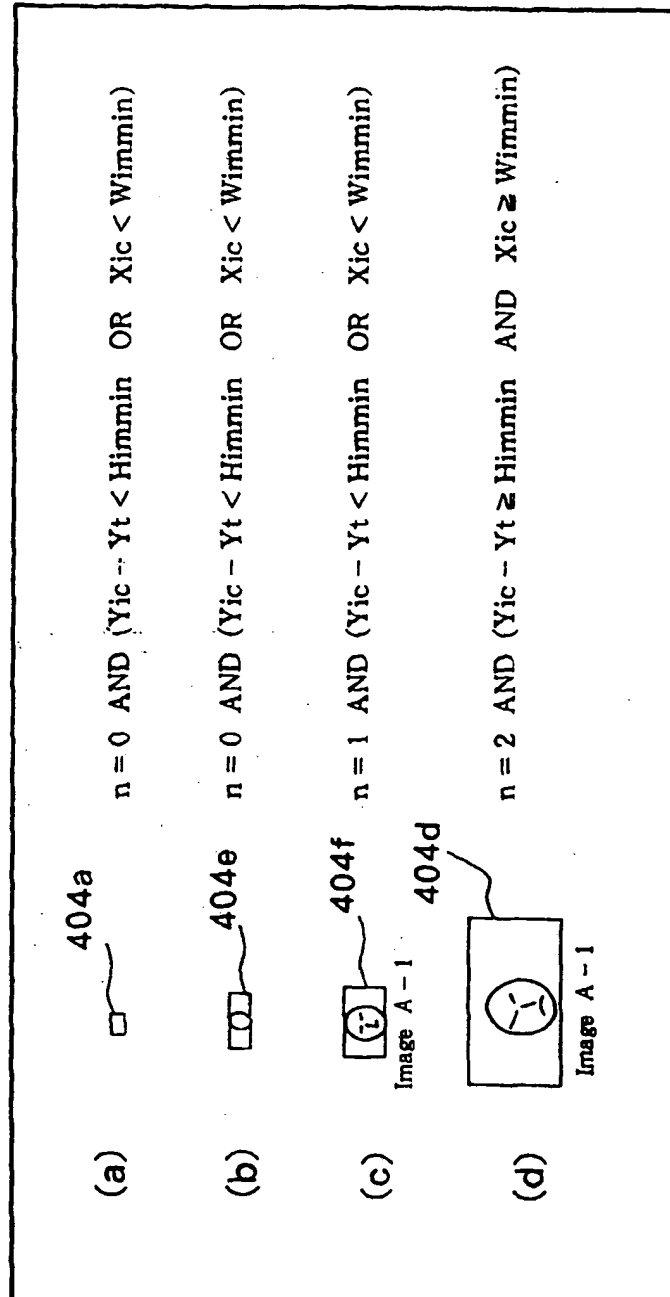 (a) 404a n = 0 AND (Yic - Yt < Himmin OR Xic < Wimmin)
(b) 404e n = 0 AND (Yic - Yt < Himmin OR Xic < Wimmin)
(c) 404f n = 1 AND (Yic - Yt < Himmin OR Xic < Wimmin)
Image A - 1
(d) 404d n = 2 AND (Yic - Yt ≧ Himmin AND Xic ≧ Wimmin)
Image A - 1